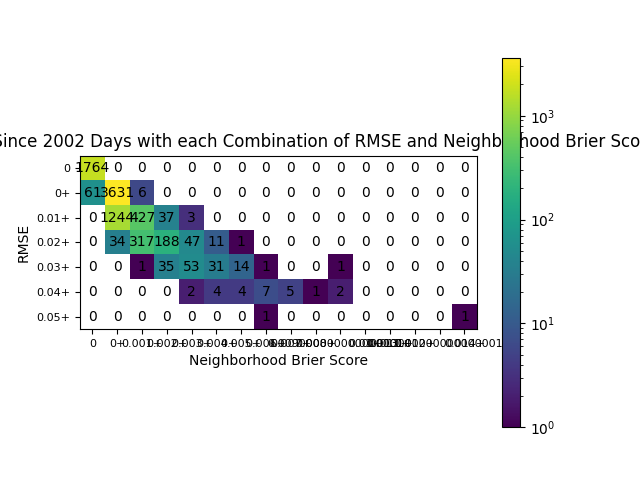 Since 2002 Days with each Combination of RMSE and Neighborhood Brier Sco
0 1764 0 0 0 0 0 0 0 0 0 0 0 0 0 0 0
0+ 61 3631 6 0 0 0 0 0 0 0 0 0 0 0 0 0
0.01+ 0 1244 427 37 3 0 0 0 0 0 0 0 0 0 0 0
0.02+ 0 34 317 188 47 11 1 0 0 0 0 0 0 0 0 0
0.03+ 0 0 1 35 53 31 14 1 0 0 1 0 0 0 0 0
0.04+ 0 0 0 0 2 4 4 7 5 1 2 0 0 0 0 0
0.05+ 0 0 0 0 0 0 0 1 0 0 0 0 0 0 0 1
0 0+
RMSE
Neighborhood Brier Score
10³
10²
10¹
10⁰